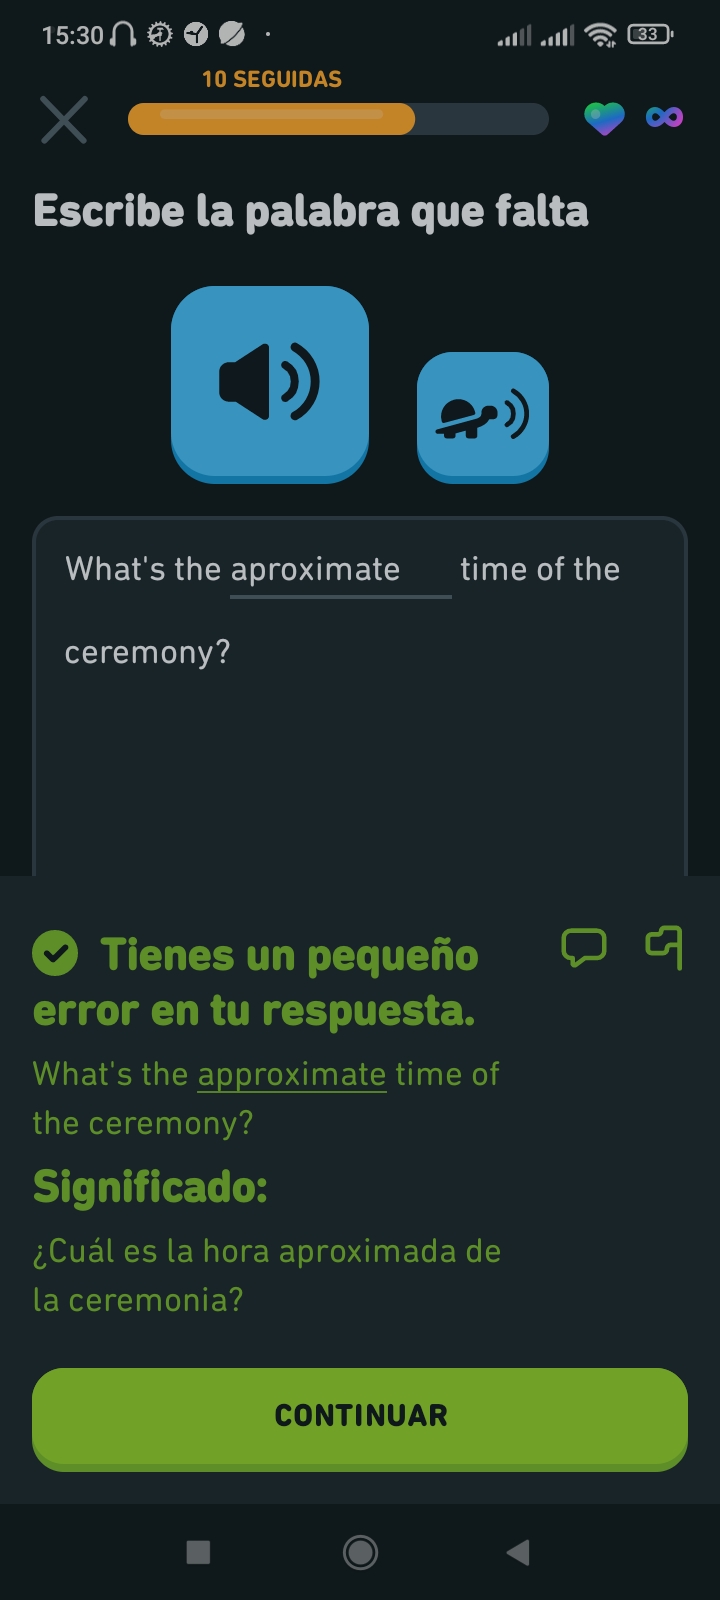 15:30
33
10 SEGUIDAS
Escribe la palabra que falta
What's the aproximate time of the
ceremony?
Tienes un pequeño
error en tu respuesta.
What's the approximate time of
the ceremony?
Significado:
¿Cuál es la hora aproximada de
la ceremonia?
CONTINUAR